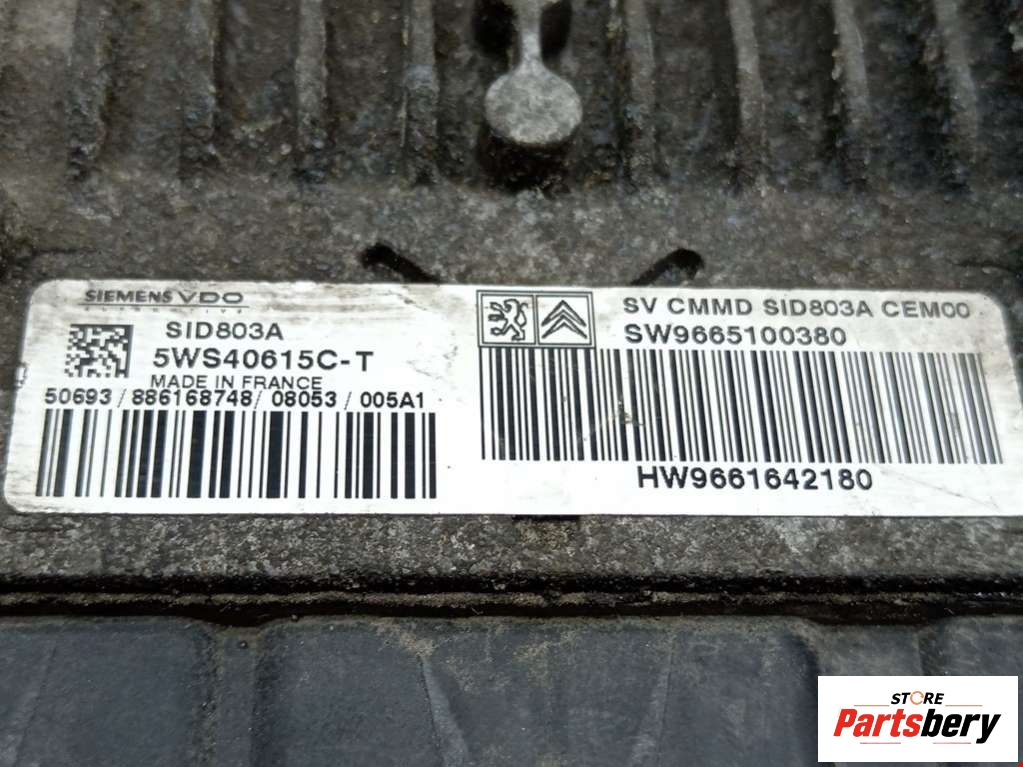 SIEMENS VDO
AUTOMOTIVE
SID803A
5WS40615C-T
MADE IN FRANCE
50693 / 886168748 / 08053 / 005A1
SV CMMD SID803A CEM00
SW9665100380
HW9661642180
STORE
Partsbery